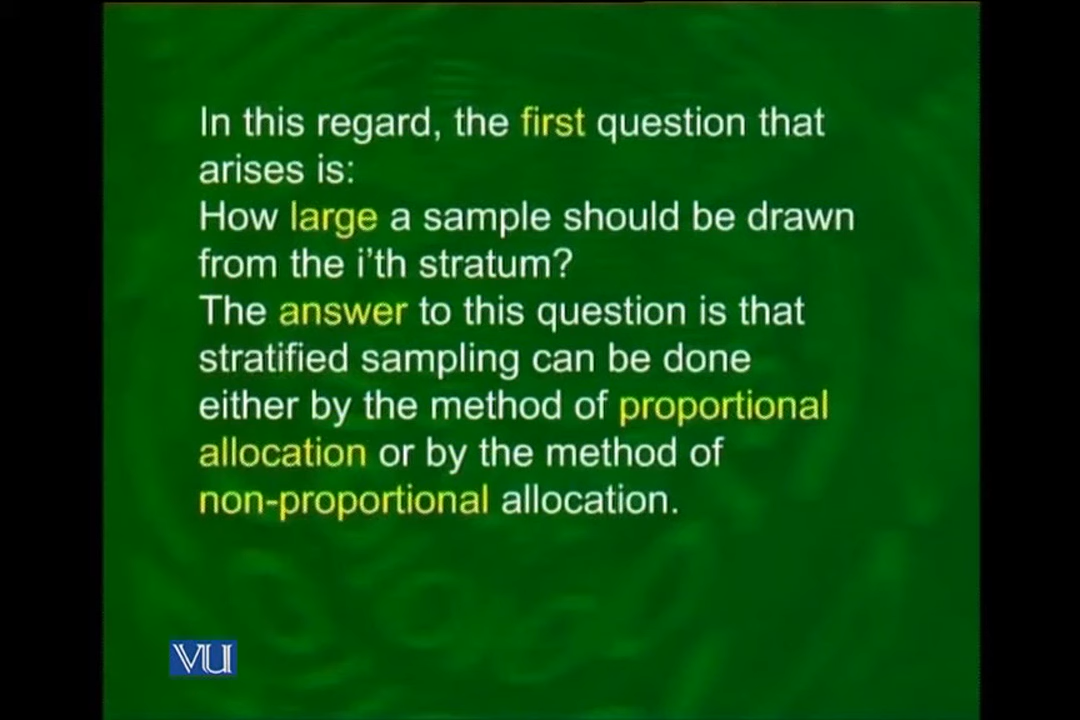 In this regard, the first question that
arises is:
How large a sample should be drawn
from the i’th stratum?
The answer to this question is that
stratified sampling can be done
either by the method of proportional
allocation or by the method of
non-proportional allocation.
VU